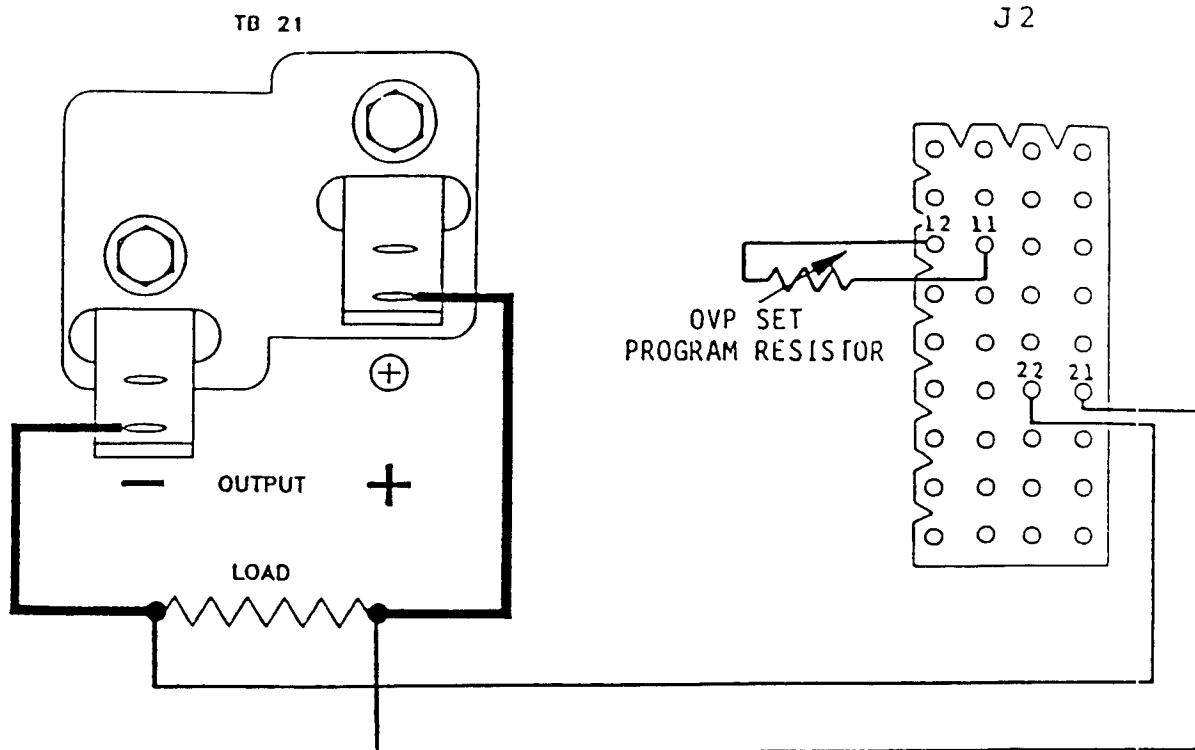 TB 21
J2
12 11
OVP SET
PROGRAM RESISTOR
22 21
− OUTPUT +
LOAD